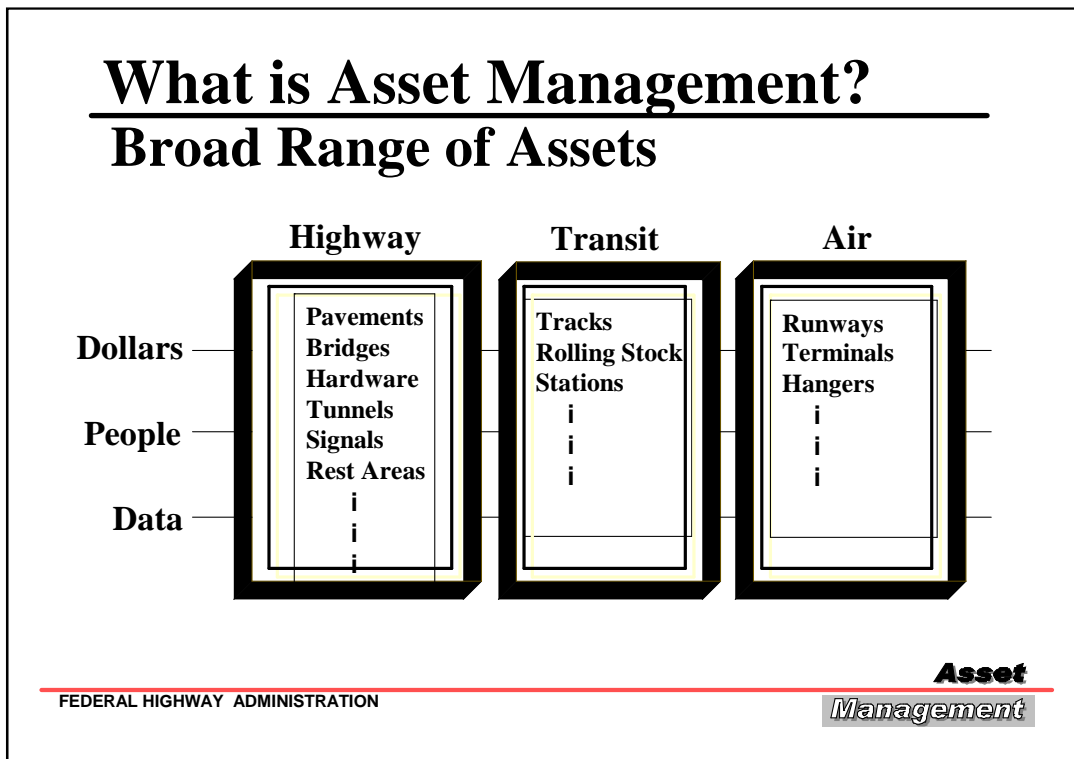 What is Asset Management?
Broad Range of Assets
Highway
Transit
Air
Dollars
People
Data
Pavements
Bridges
Hardware
Tunnels
Signals
Rest Areas
i
i
i
Tracks
Rolling Stock
Stations
i
i
i
Runways
Terminals
Hangers
i
i
i
FEDERAL HIGHWAY ADMINISTRATION
Asset
Management